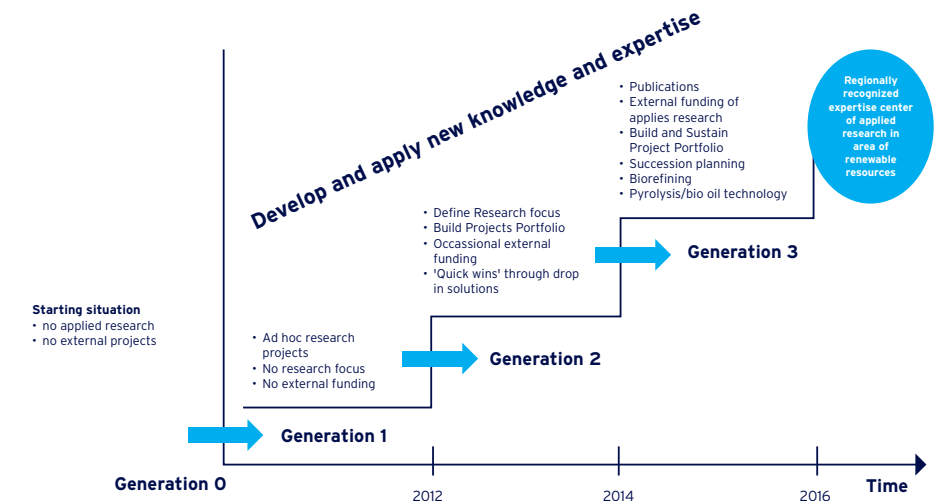 Develop and apply new knowledge and expertise
Regionally
recognized
expertise center
of applied
research in
area of
renewable
resources
• Publications
• External funding of
applies research
• Build and Sustain
Project Portfolio
• Succession planning
• Biorefining
• Pyrolysis/bio oil technology
• Define Research focus
• Build Projects Portfolio
• Occassional external
funding
• 'Quick wins' through drop
in solutions
Generation 3
Starting situation
• no applied research
• no external projects
• Ad hoc research
projects
• No research focus
• No external funding
Generation 2
Generation 1
Generation 0
2012
2014
2016
Time